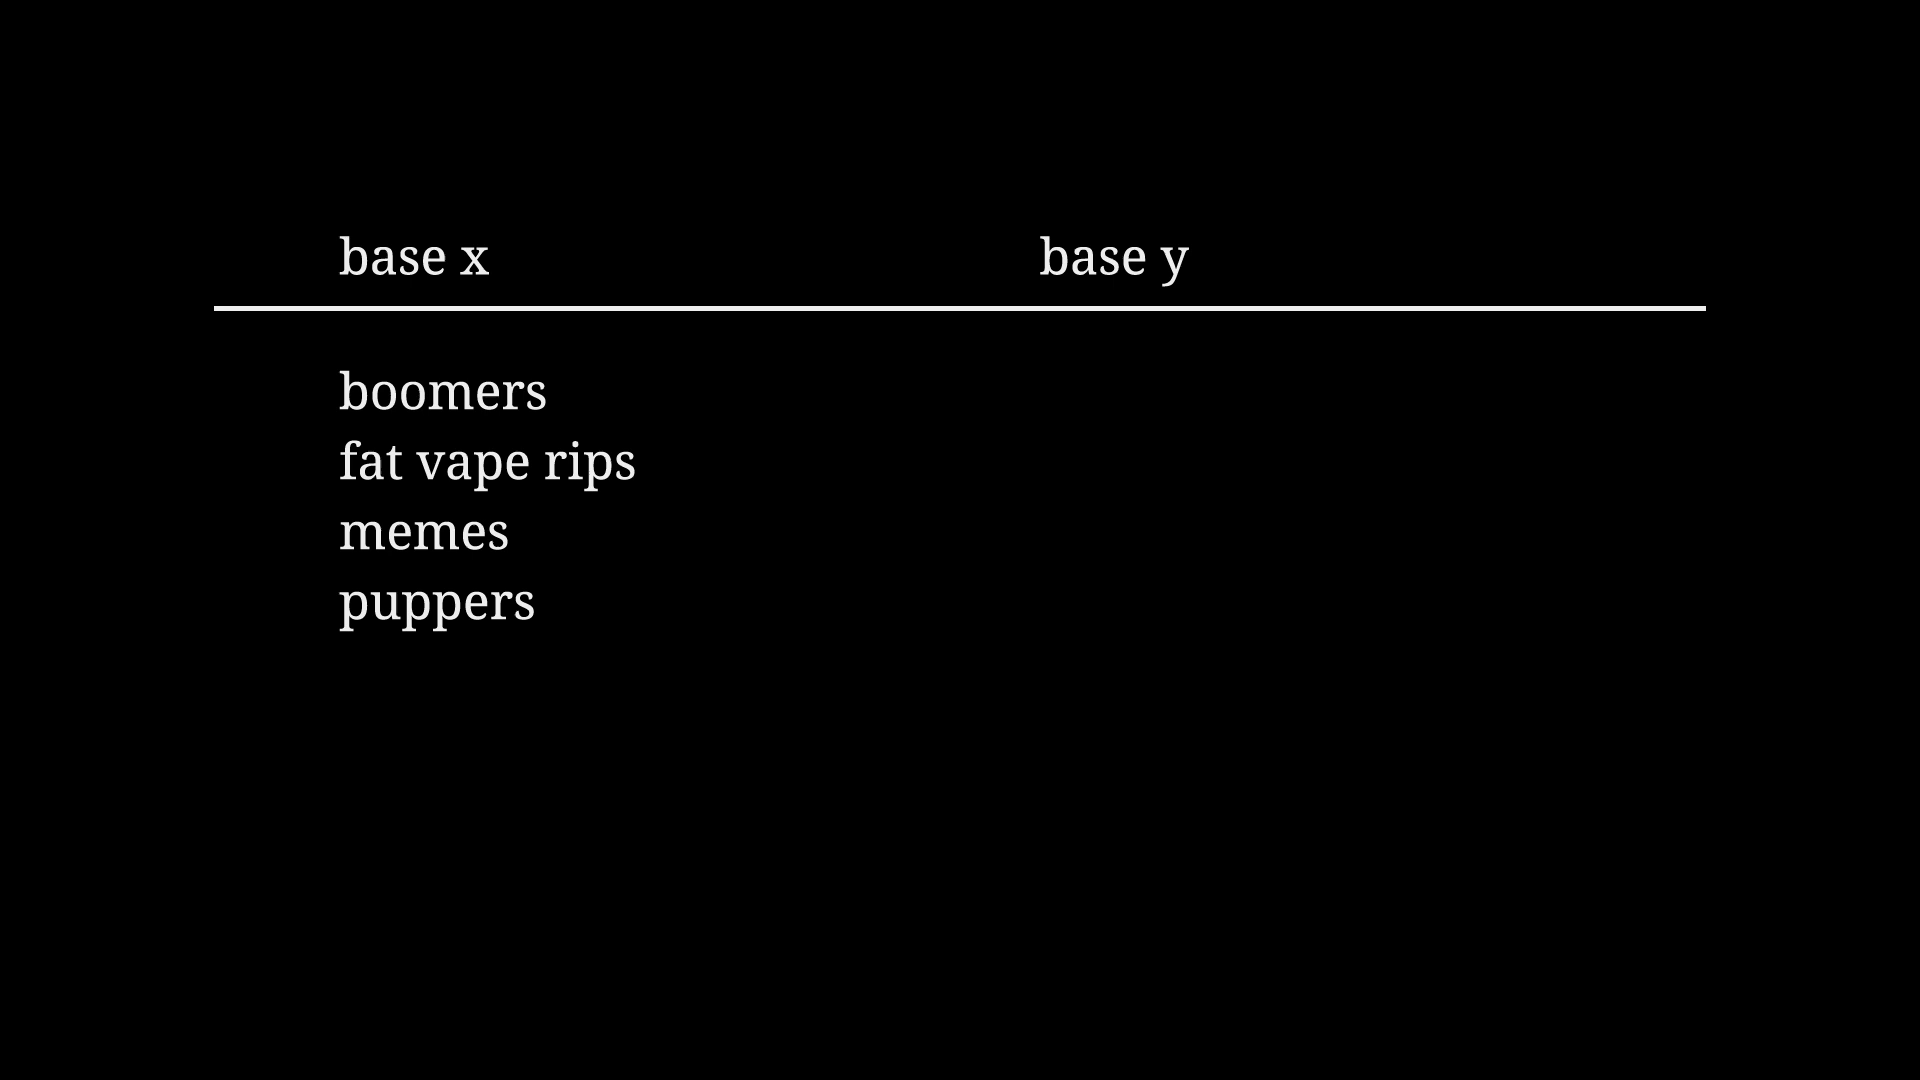 base x base y
boomers
fat vape rips
memes
puppers